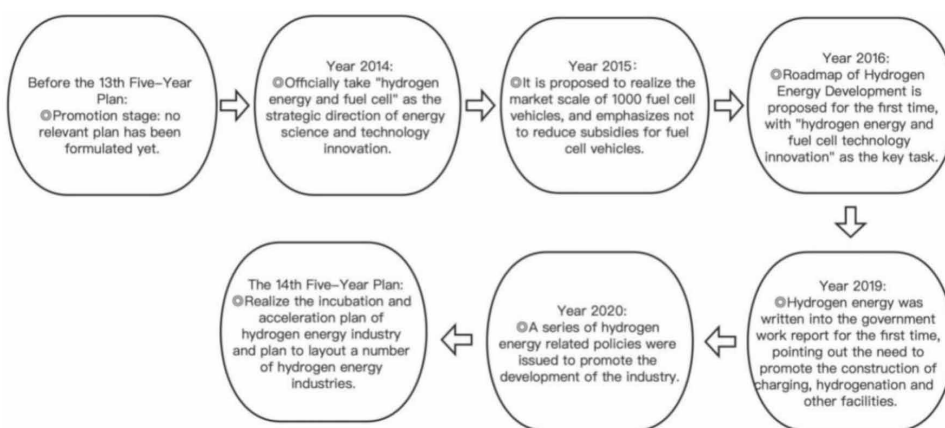 Before the 13th Five-Year
Plan:
◎Promotion stage: no
relevant plan has been
formulated yet.
Year 2014:
◎Officially take "hydrogen
energy and fuel cell" as the
strategic direction of energy
science and technology
innovation.
Year 2015:
◎It is proposed to realize the
market scale of 1000 fuel cell
vehicles, and emphasizes not
to reduce subsidies for fuel
cell vehicles.
Year 2016:
◎Roadmap of Hydrogen
Energy Development is
proposed for the first time,
with "hydrogen energy and
fuel cell technology
innovation" as the key task.
Year 2019:
◎Hydrogen energy was
written into the government
work report for the first time,
pointing out the need to
promote the construction of
charging, hydrogenation and
other facilities.
Year 2020:
◎A series of hydrogen
energy related policies were
issued to promote the
development of the industry.
The 14th Five-Year Plan:
◎Realize the incubation and
acceleration plan of
hydrogen energy industry
and plan to layout a number
of hydrogen energy
industries.